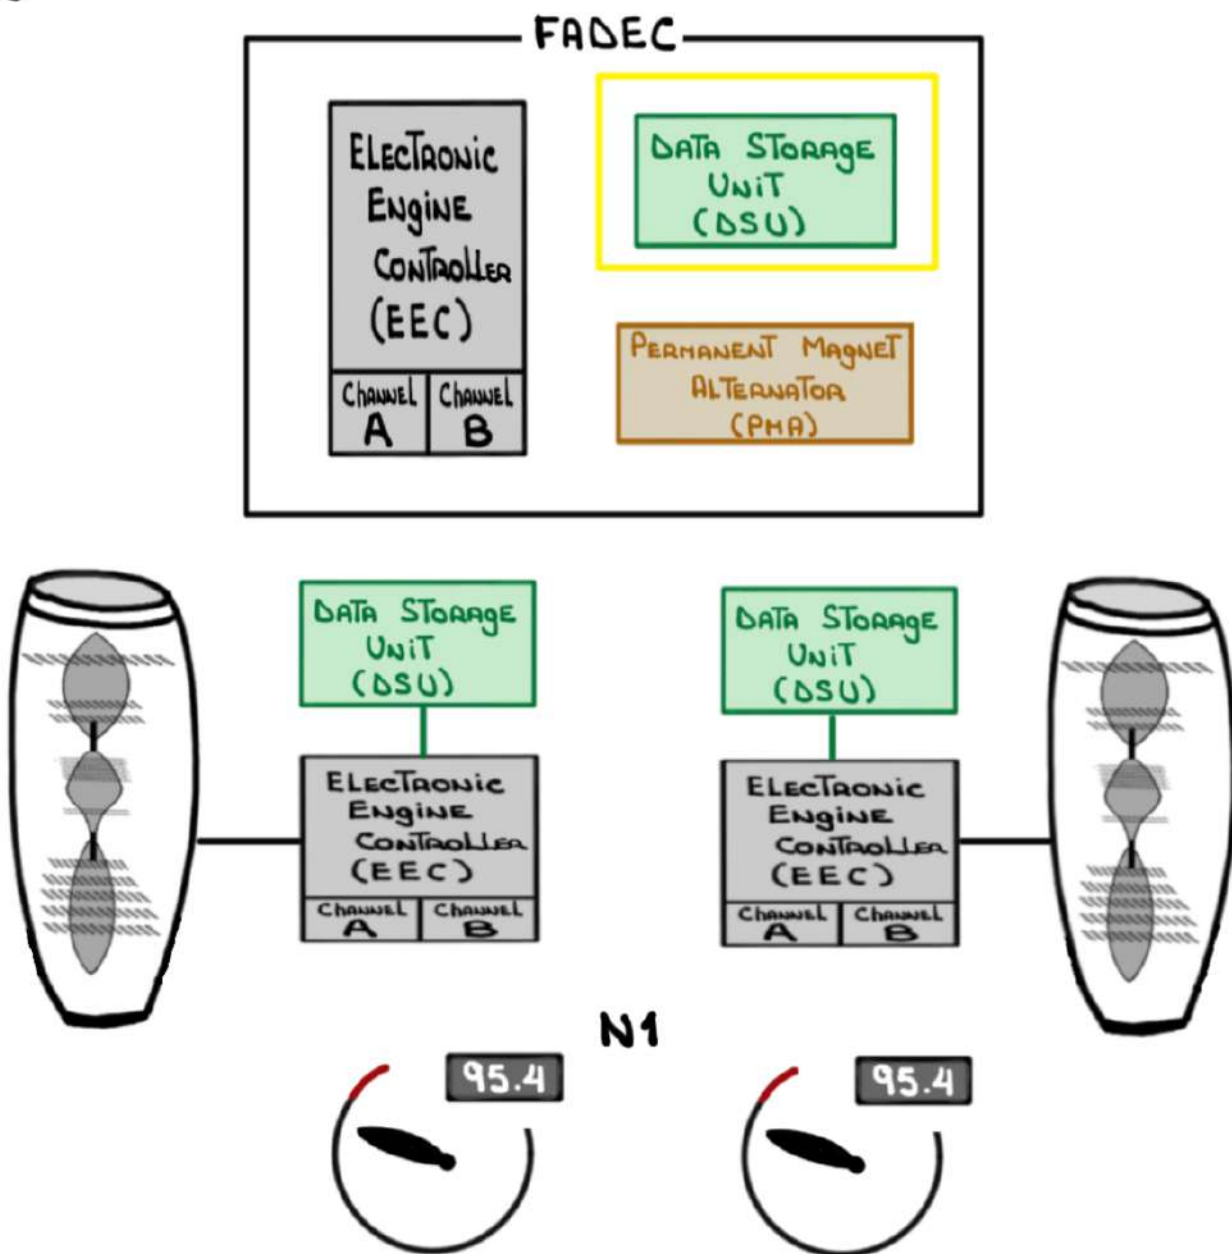 FADEC
ELECTRONIC
ENGINE
CONTROLLER
(EEC)
CHANNEL
A
CHANNEL
B
DATA STORAGE
UNIT
(DSU)
PERMANENT MAGNET
ALTERNATOR
(PMA)
DATA STORAGE
UNIT
(DSU)
ELECTRONIC
ENGINE
CONTROLLER
(EEC)
CHANNEL
A
CHANNEL
B
DATA STORAGE
UNIT
(DSU)
ELECTRONIC
ENGINE
CONTROLLER
(EEC)
CHANNEL
A
CHANNEL
B
N1
95.4
95.4